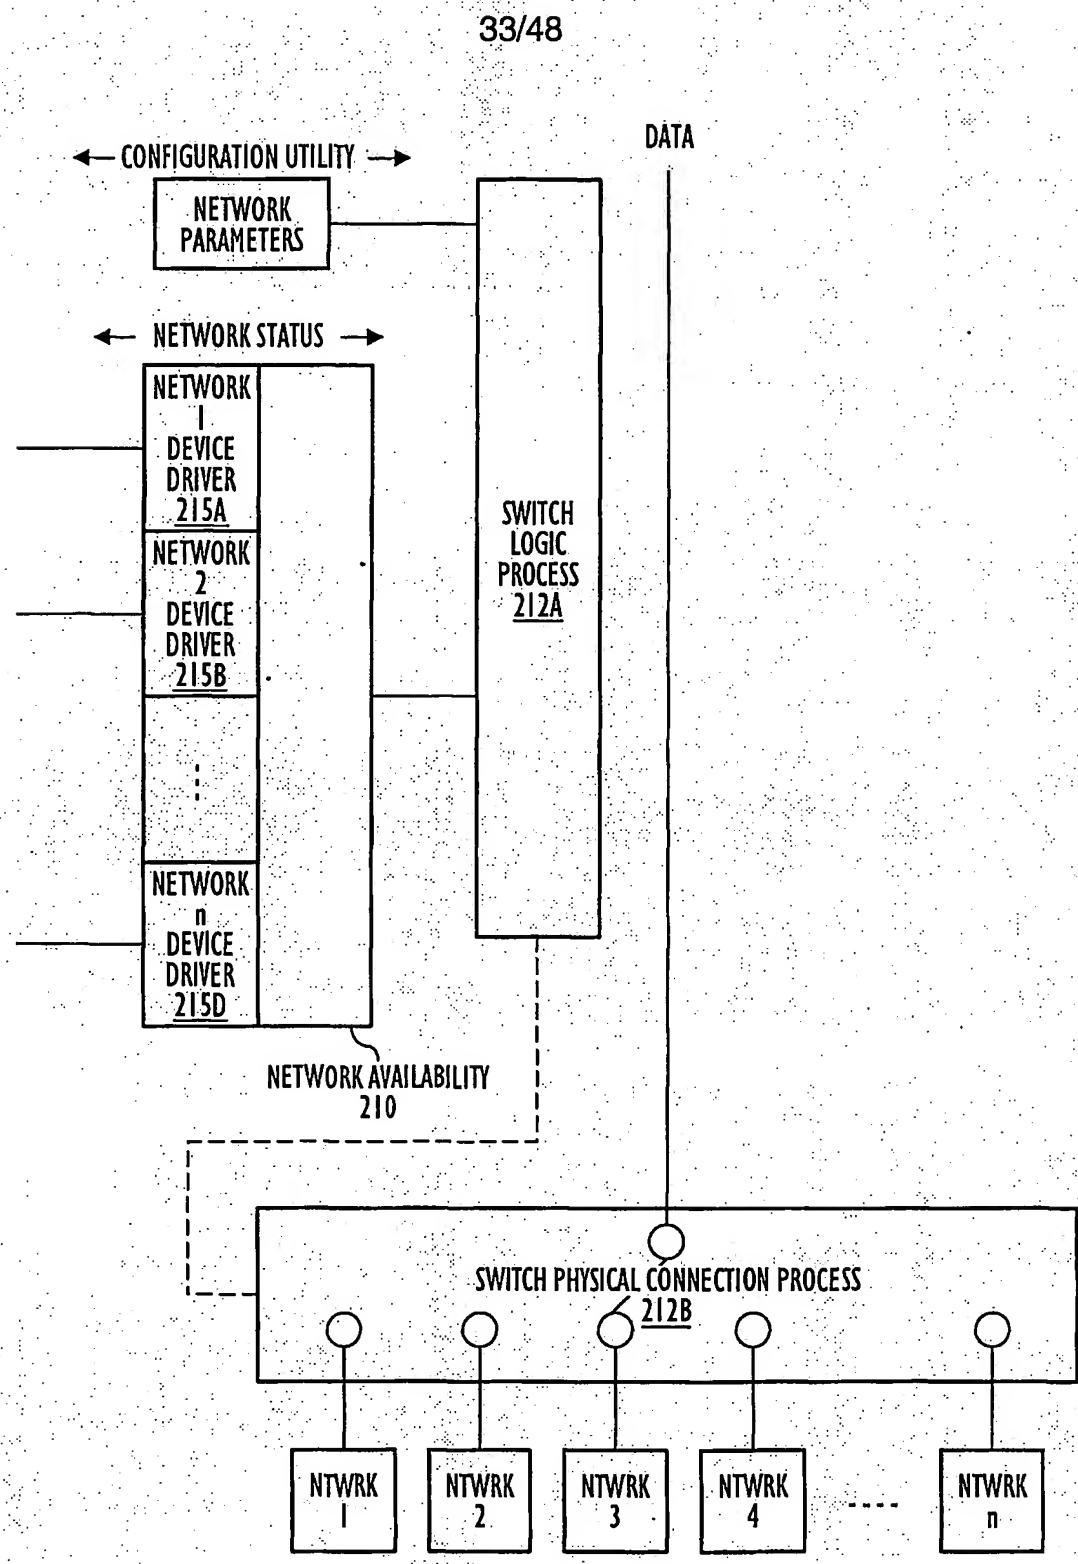 33/48
DATA
CONFIGURATION UTILITY
NETWORK
PARAMETERS
NETWORK STATUS
NETWORK
1
DEVICE
DRIVER
215A
NETWORK
2
DEVICE
DRIVER
215B
NETWORK
n
DEVICE
DRIVER
215D
SWITCH
LOGIC
PROCESS
212A
NETWORK AVAILABILITY
210
SWITCH PHYSICAL CONNECTION PROCESS
212B
NTWRK
1
NTWRK
2
NTWRK
3
NTWRK
4
NTWRK
n